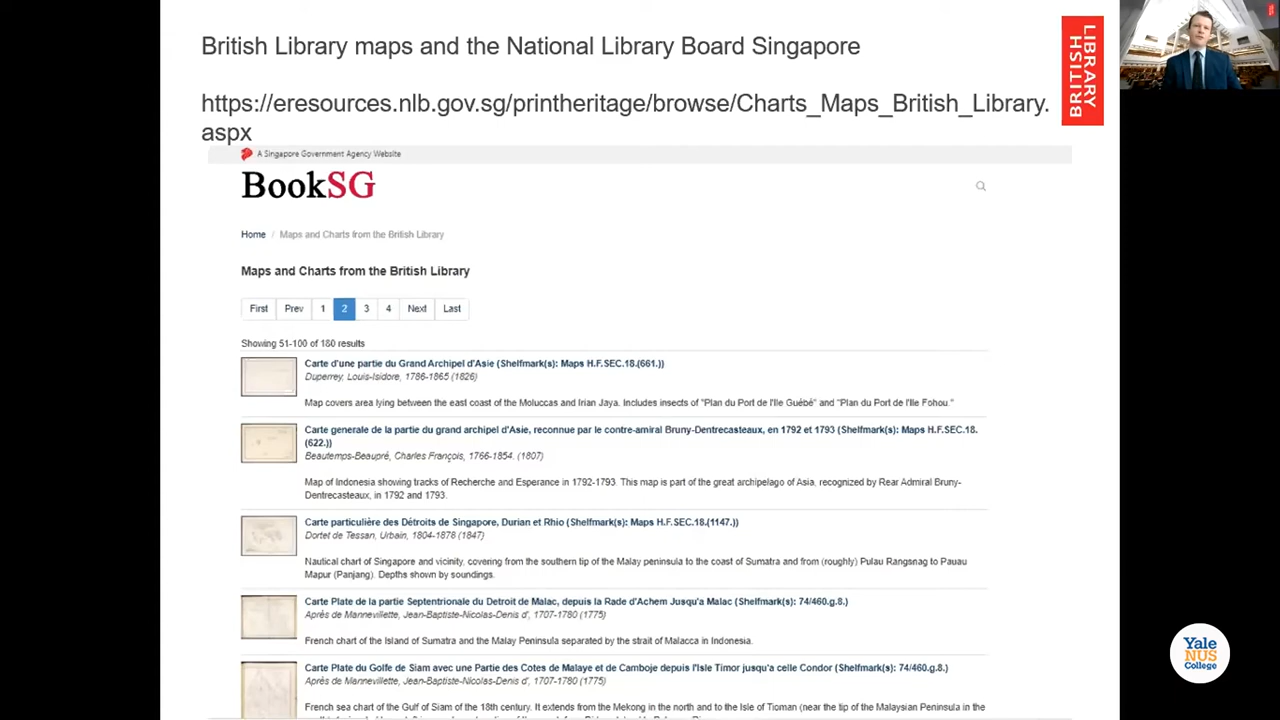 British Library maps and the National Library Board Singapore
https://eresources.nlb.gov.sg/printheritage/browse/Charts_Maps_British_Library.
aspx
LIBRARY
BRITISH
A Singapore Government Agency Website
BookSG
Home / Maps and Charts from the British Library
Maps and Charts from the British Library
First Prev 1 2 3 4 Next Last
Showing 51-100 of 180 results
Carte d'une partie du Grand Archipel d'Asie (Shelfmark(s): Maps H.F.SEC.18.(661.))
Duperrey, Louis-Isidore, 1786-1865 (1826)
Map covers area lying between the east coast of the Moluccas and Irian Jaya. Includes insects of "Plan du Port de l'Ile Guébé" and "Plan du Port de l'Ile Fohou."
Carte generale de la partie du grand archipel d'Asie, reconnue par le contre-amiral Bruny-Dentrecasteaux, en 1792 et 1793 (Shelfmark(s): Maps H.F.SEC.18.
(622.))
Beautemps-Beaupré, Charles François, 1766-1854. (1807)
Map of Indonesia showing tracks of Recherche and Esperance in 1792-1793. This map is part of the great archipelago of Asia, recognized by Rear Admiral Bruny-
Dentrecasteaux, in 1792 and 1793.
Carte particulière des Détroits de Singapore, Durian et Rhio (Shelfmark(s): Maps H.F.SEC.18.(1147.))
Dortet de Tessan, Urbain, 1804-1878 (1847)
Nautical chart of Singapore and vicinity, covering from the southern tip of the Malay peninsula to the coast of Sumatra and from (roughly) Pulau Rangsnag to Pauau
Mapur (Panjang). Depths shown by soundings.
Carte Plate de la partie Septentrionale du Detroit de Malac, depuis la Rade d'Achem Jusqu'a Malac (Shelfmark(s): 74/460.g.8.)
Après de Mannevillette, Jean-Baptiste-Nicolas-Denis d', 1707-1780 (1775)
French chart of the Island of Sumatra and the Malay Peninsula separated by the strait of Malacca in Indonesia.
Carte Plate du Golfe de Siam avec une Partie des Cotes de Malaye et de Camboje depuis l'Isle Timor jusqu'a celle Condor (Shelfmark(s): 74/460.g.8.)
Après de Mannevillette, Jean-Baptiste-Nicolas-Denis d', 1707-1780 (1775)
French sea chart of the Gulf of Siam of the 18th century. It extends from the Mekong in the north and to the Isle of Tioman (near the tip of the Malaysian Peninsula in the
Yale
NUS
College